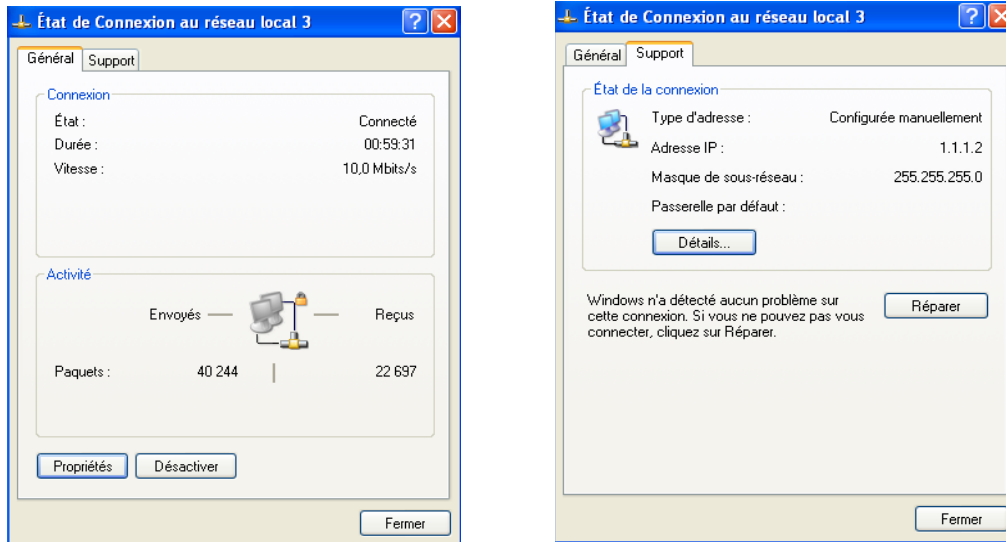 État de Connexion au réseau local 3
Général
Support
Connexion
État :
Connecté
Durée :
00:59:31
Vitesse :
10,0 Mbits/s
Activité
Envoyés
Reçus
Paquets :
40 244
22 697
Propriétés
Désactiver
Fermer
État de Connexion au réseau local 3
Général
Support
État de la connexion
Type d'adresse :
Configurée manuellement
Adresse IP :
1.1.1.2
Masque de sous-réseau :
255.255.255.0
Passerelle par défaut :
Détails...
Windows n'a détecté aucun problème sur
cette connexion. Si vous ne pouvez pas vous
connecter, cliquez sur Réparer.
Réparer
Fermer